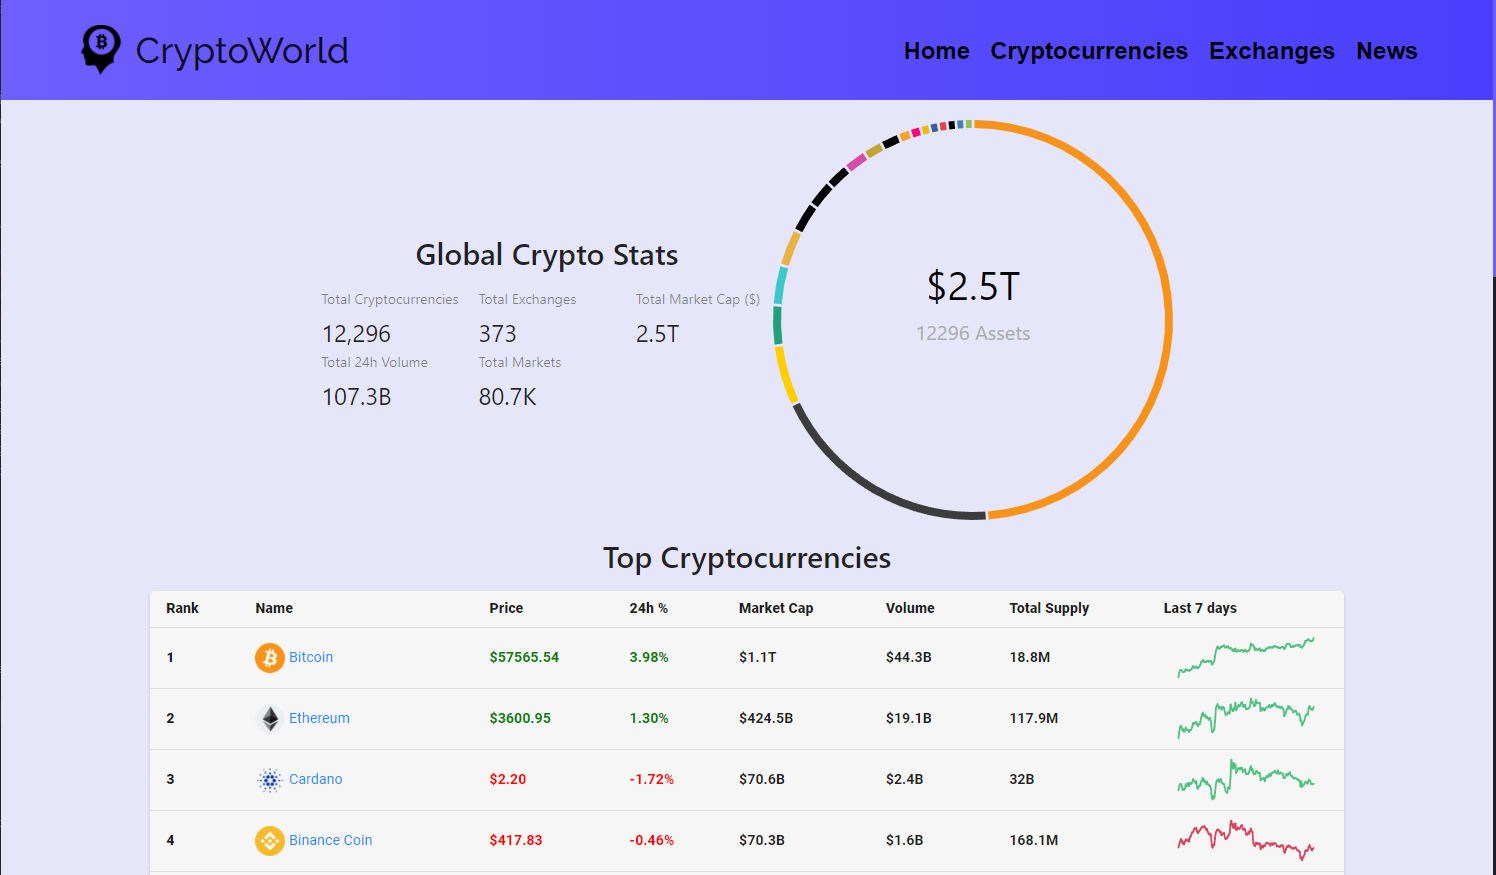 CryptoWorld
Home Cryptocurrencies Exchanges News
Global Crypto Stats
Total Cryptocurrencies Total Exchanges Total Market Cap ($)
12,296 373 2.5T
Total 24h Volume Total Markets
107.3B 80.7K
$2.5T
12296 Assets
Top Cryptocurrencies
Rank Name Price 24h % Market Cap Volume Total Supply Last 7 days
1 Bitcoin $57565.54 3.98% $1.1T $44.3B 18.8M
2 Ethereum $3600.95 1.30% $424.5B $19.1B 117.9M
3 Cardano $2.20 -1.72% $70.6B $2.4B 32B
4 Binance Coin $417.83 -0.46% $70.3B $1.6B 168.1M